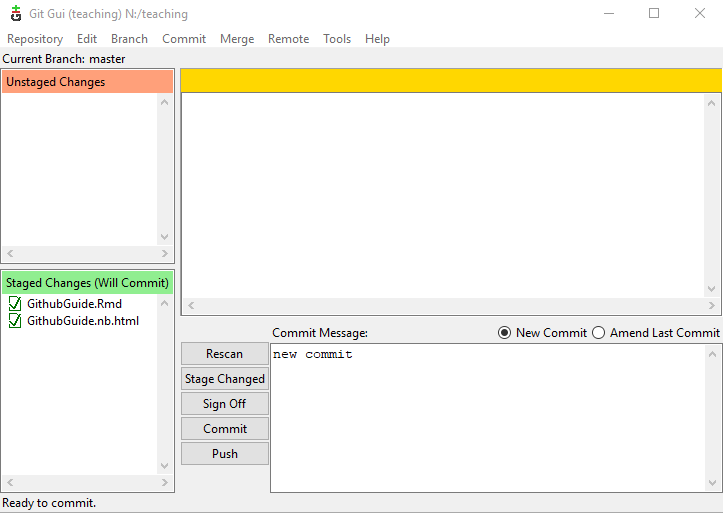 Git Gui (teaching) N:/teaching
Repository Edit Branch Commit Merge Remote Tools Help
Current Branch: master
Unstaged Changes
Staged Changes (Will Commit)
GithubGuide.Rmd
GithubGuide.nb.html
Commit Message: New Commit Amend Last Commit
Rescan
Stage Changed
Sign Off
Commit
Push
new commit
Ready to commit.